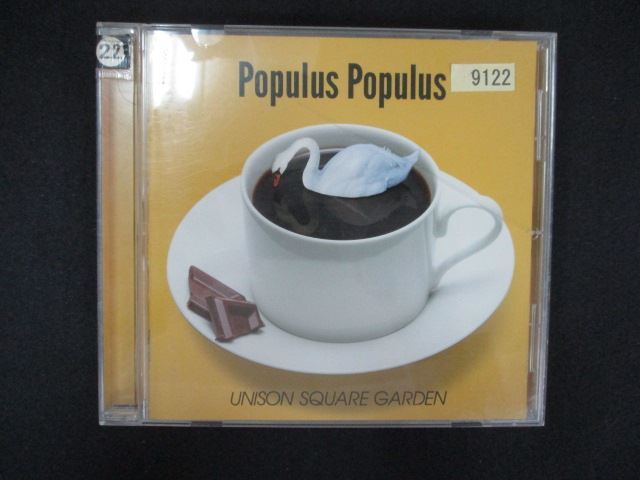 22
Populus Populus
9122
UNISON SQUARE GARDEN